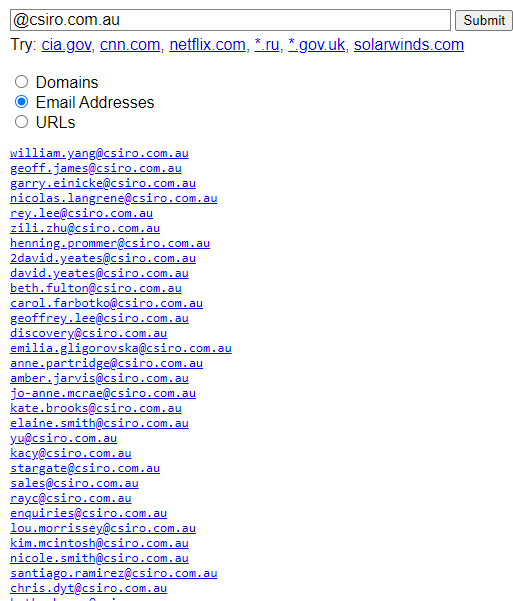 @csiro.com.au Submit
Try: cia.gov, cnn.com, netflix.com, *.ru, *.gov.uk, solarwinds.com
Domains
Email Addresses
URLs
william.yang@csiro.com.au
geoff.james@csiro.com.au
garry.einicke@csiro.com.au
nicolas.langrene@csiro.com.au
rey.lee@csiro.com.au
zili.zhu@csiro.com.au
henning.prommer@csiro.com.au
2david.yeates@csiro.com.au
david.yeates@csiro.com.au
beth.fulton@csiro.com.au
carol.farbotko@csiro.com.au
geoffrey.lee@csiro.com.au
discovery@csiro.com.au
emilia.gligorovska@csiro.com.au
anne.partridge@csiro.com.au
amber.jarvis@csiro.com.au
jo-anne.mcrae@csiro.com.au
kate.brooks@csiro.com.au
elaine.smith@csiro.com.au
yu@csiro.com.au
kacy@csiro.com.au
stargate@csiro.com.au
sales@csiro.com.au
rayc@csiro.com.au
enquiries@csiro.com.au
lou.morrissey@csiro.com.au
kim.mcintosh@csiro.com.au
nicole.smith@csiro.com.au
santiago.ramirez@csiro.com.au
chris.dyt@csiro.com.au